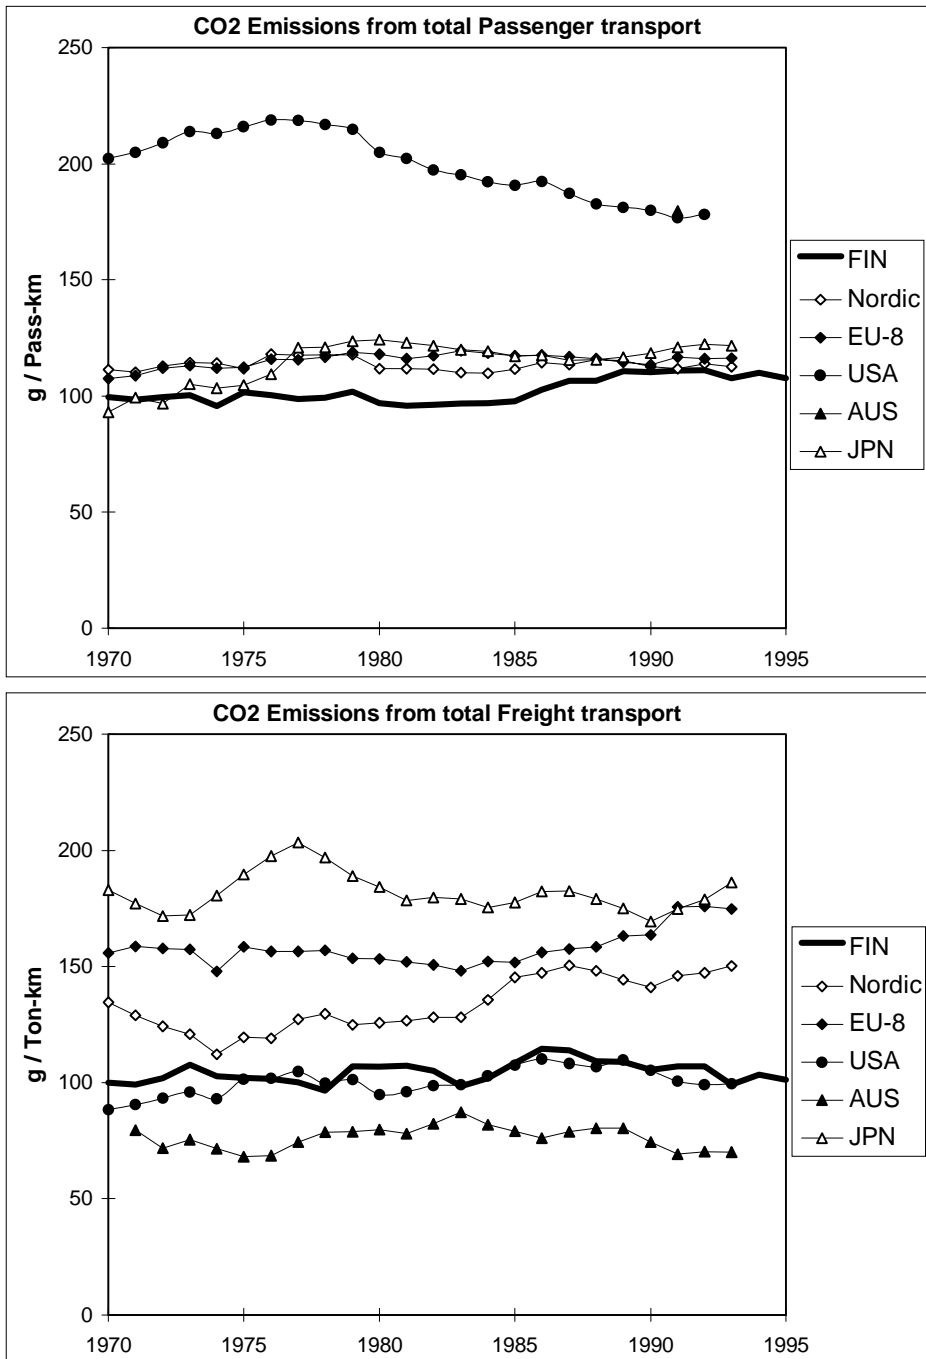 CO2 Emissions from total Passenger transport
g / Pass-km
250
200
150
100
50
0
1970 1975 1980 1985 1990 1995
FIN
Nordic
EU-8
USA
AUS
JPN
CO2 Emissions from total Freight transport
g / Ton-km
250
200
150
100
50
0
1970 1975 1980 1985 1990 1995
FIN
Nordic
EU-8
USA
AUS
JPN